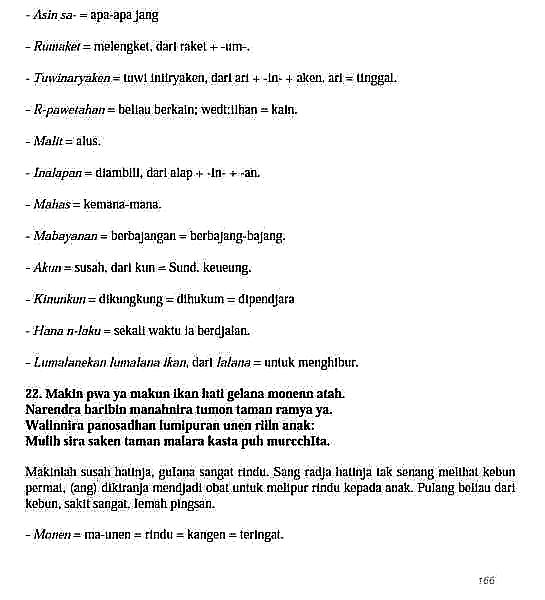 - Asin sa- = apa-apa jang
- Rumaket = melengket, dari raket + -um-.
- Tuwinaryaken = tuwi iniiryaken, dari ari + -in- + aken, ari = tinggal.
- R-pawetahan = beliau berkain; wedt:ilhan = kain.
- Malit = alus.
- Inalapan = diambili, dari alap + -in- + -an.
- Mahas = kemana-mana.
- Mabayanan = berbajangan = berbajang-bajang.
- Akun = susah, dari kun = Sund. keueung.
- Kinunkun = dikungkung = dihukum = dipendjara
- Hana n-laku = sekali waktu ia berdjalan.
- Lumalanekan lumalana ikan, dari lalana = untuk menghibur.
22. Makin pwa ya makun ikan hati gelana monenn atah.
Narendra haribin manahnira tumon taman ramya ya.
Walinnira panosadhan lumipuran unen riin anak:
Mulih sira saken taman malara kasta puh murcchita.
Makinlah susah hatinja, gulana sangat rindu. Sang radja hatinja tak senang melihat kebun
permai, (ang) dikiranja mendjadi obat untuk melipur rindu kepada anak. Pulang beliau dari
kebun, sakit sangat, lemah pingsan.
- Monen = ma-unen = rindu = kangen = teringat.
166